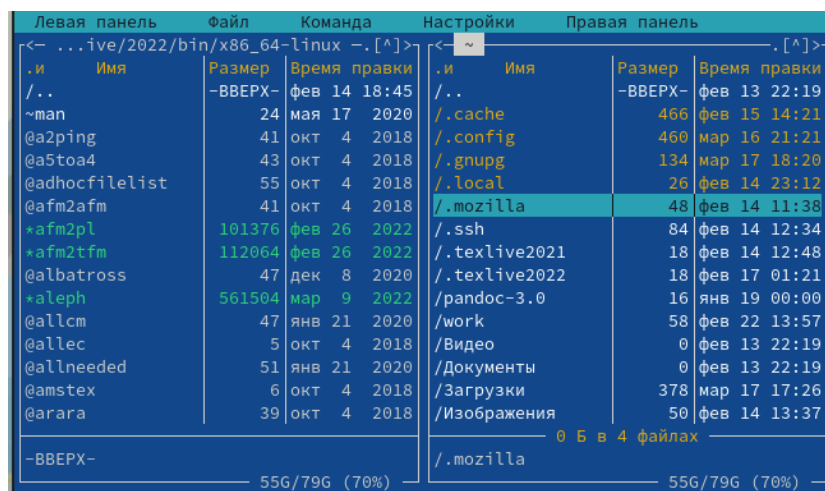 Левая панель Файл Команда Настройки Правая панель
<— ...ive/2022/bin/x86_64-linux —.[^]>
.и Имя Размер Время правки
/.. -ВВЕРХ- фев 14 18:45
~man 24 мая 17 2020
@a2ping 41 окт 4 2018
@a5toa4 43 окт 4 2018
@adhocfilelist 55 окт 4 2018
@afm2afm 41 окт 4 2018
*afm2pl 101376 фев 26 2022
*afm2tfm 112064 фев 26 2022
@albatross 47 дек 8 2020
*aleph 561504 мар 9 2022
@allcm 47 янв 21 2020
@allec 5 окт 4 2018
@allneeded 51 янв 21 2020
@amstex 6 окт 4 2018
@arara 39 окт 4 2018
-ВВЕРХ-
55G/79G (70%)
<— ~ .[^]>
.и Имя Размер Время правки
/.. -ВВЕРХ- фев 13 22:19
/.cache 466 фев 15 14:21
/.config 460 мар 16 21:21
/.gnupg 134 мар 17 18:20
/.local 26 фев 14 23:12
/.mozilla 48 фев 14 11:38
/.ssh 84 фев 14 12:34
/.texlive2021 18 фев 14 12:48
/.texlive2022 18 фев 17 01:21
/pandoc-3.0 16 янв 19 00:00
/work 58 фев 22 13:57
/Видео 0 фев 13 22:19
/Документы 0 фев 13 22:19
/Загрузки 378 мар 17 17:26
/Изображения 50 фев 14 13:37
0 Б в 4 файлах
/.mozilla
55G/79G (70%)